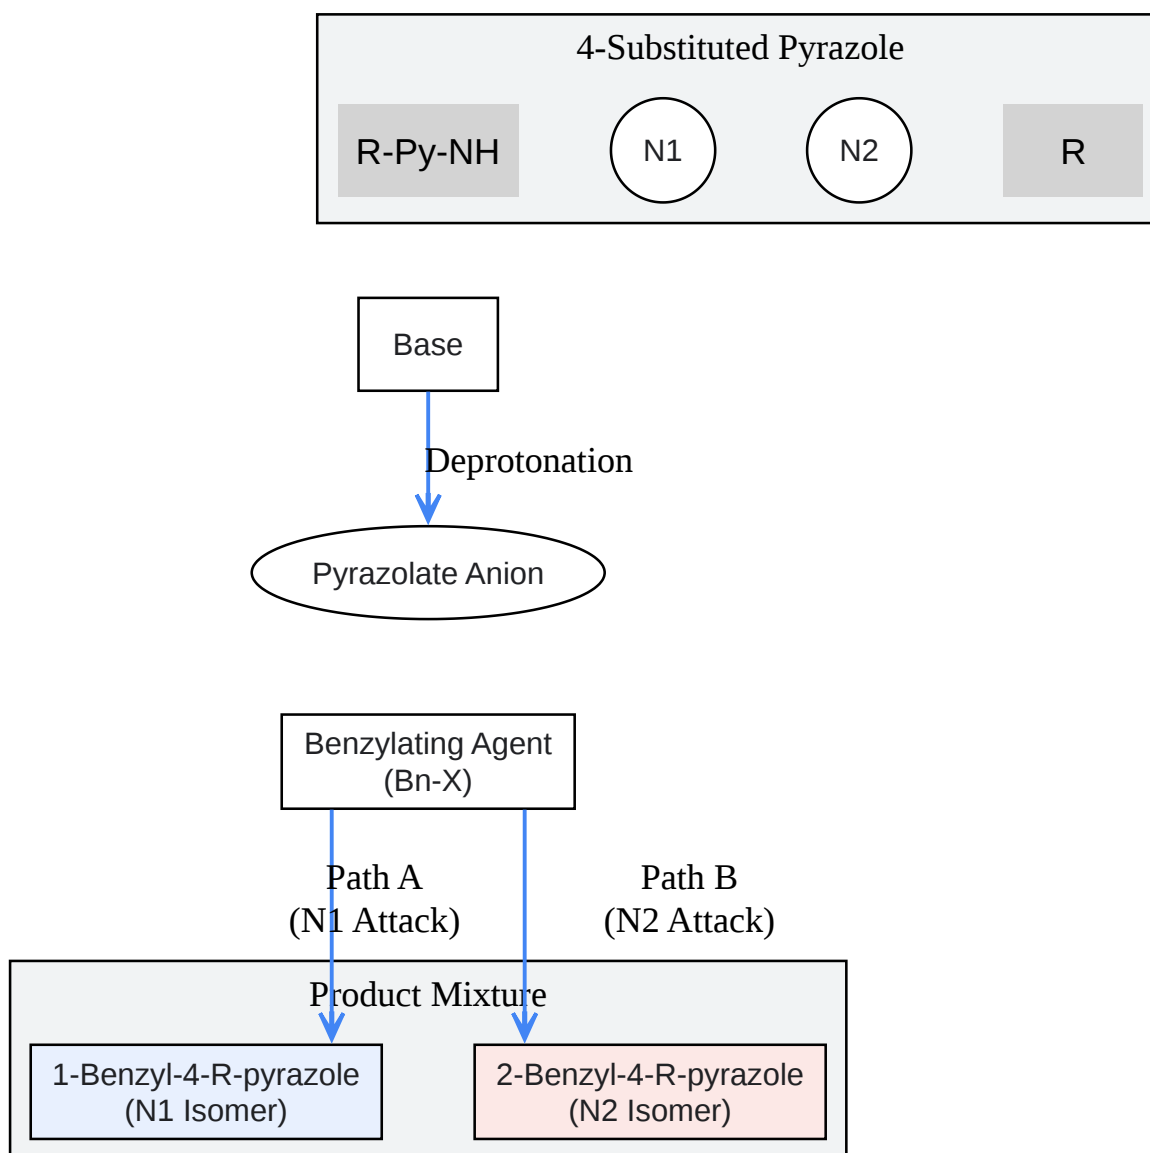 4-Substituted Pyrazole
R-Py-NH
N1
N2
R
Base
Deprotonation
Pyrazolate Anion
Benzylating Agent
(Bn-X)
Path A
(N1 Attack)
Path B
(N2 Attack)
Product Mixture
1-Benzyl-4-R-pyrazole
(N1 Isomer)
2-Benzyl-4-R-pyrazole
(N2 Isomer)